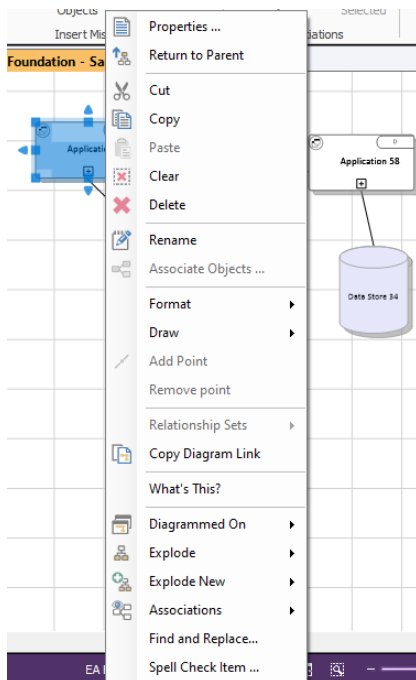 Objects
Selected
Insert Mis
iations
Foundation - Sa
Properties ...
Return to Parent
Cut
Copy
Paste
Clear
Delete
Rename
Associate Objects ...
Format
Draw
Add Point
Remove point
Relationship Sets
Copy Diagram Link
What's This?
Diagrammed On
Explode
Explode New
Associations
Find and Replace...
Spell Check Item ...
Applicatio
D
Application 58
Data Store 34
EA